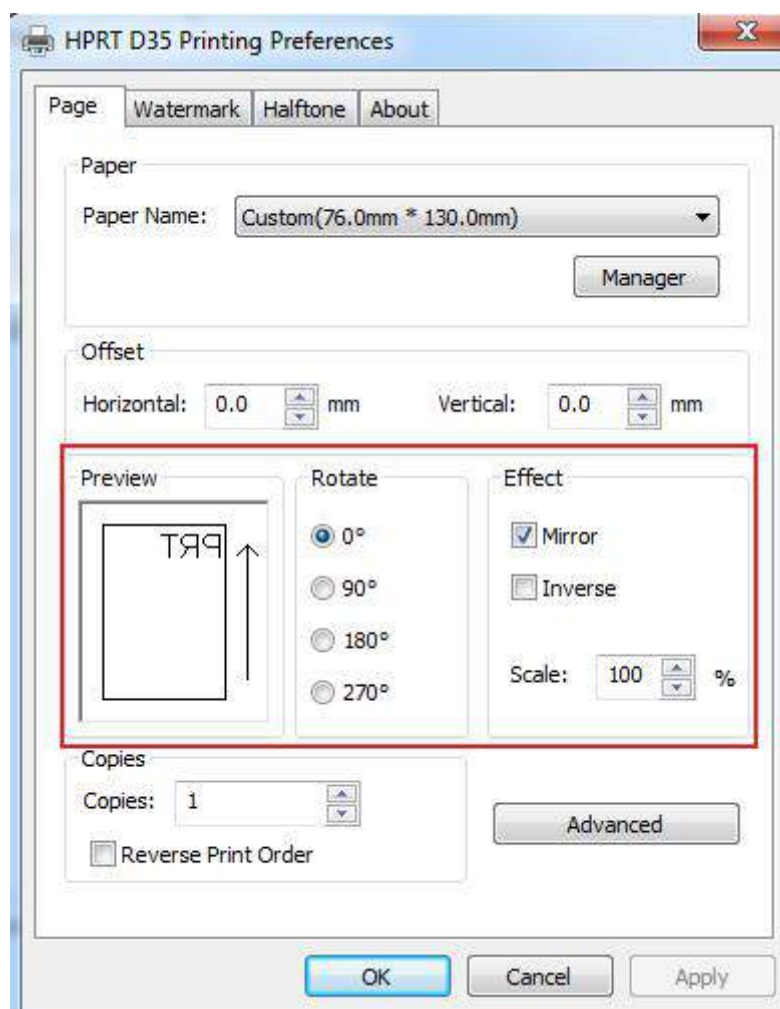 HPRT D35 Printing Preferences
Page Watermark Halftone About
Paper
Paper Name: Custom(76.0mm * 130.0mm)
Manager
Offset
Horizontal: 0.0 mm Vertical: 0.0 mm
Preview Rotate Effect
PRT 0° Mirror
90° Inverse
180°
Scale: 100 %
270°
Copies
Copies: 1
Advanced
Reverse Print Order
OK Cancel Apply